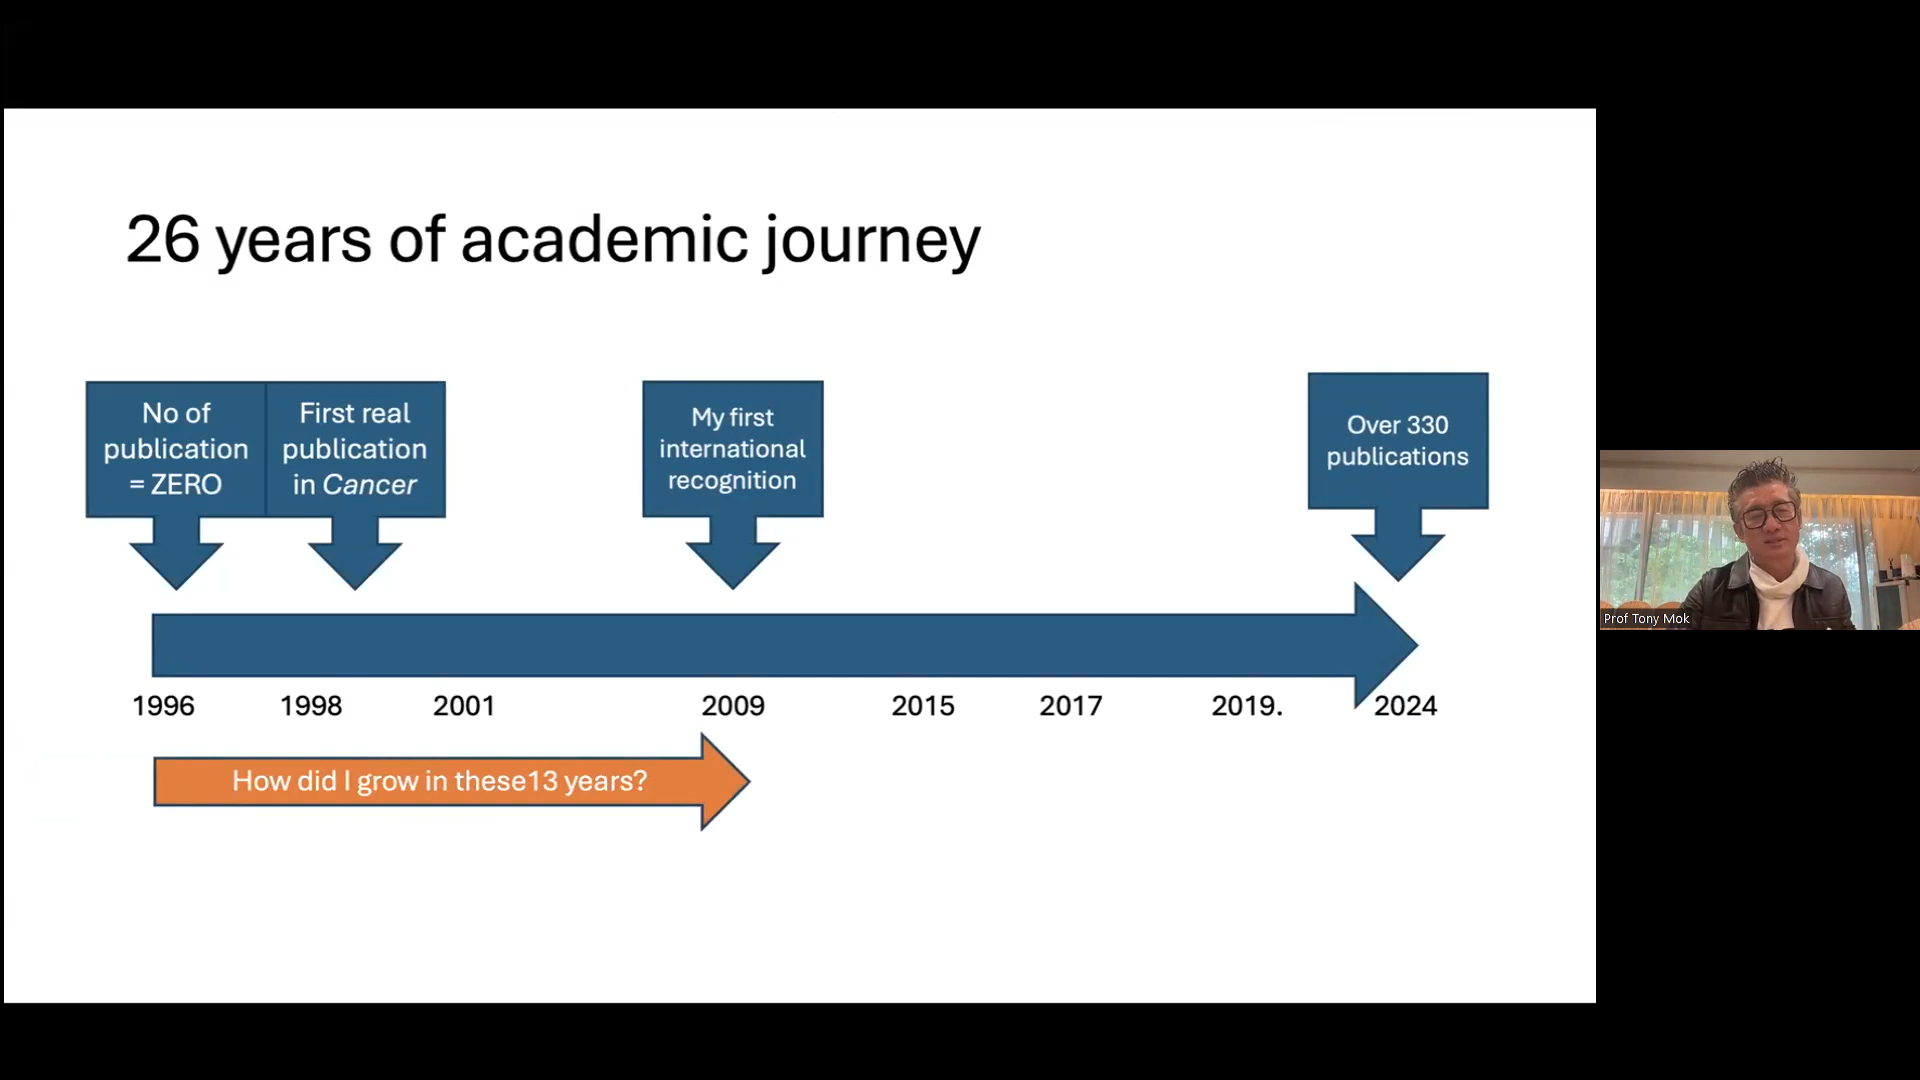 26 years of academic journey
No of
publication
= ZERO
First real
publication
in Cancer
My first
international
recognition
Over 330
publications
1996
1998
2001
2009
2015
2017
2019.
2024
How did I grow in these13 years?
Prof Tony Mok